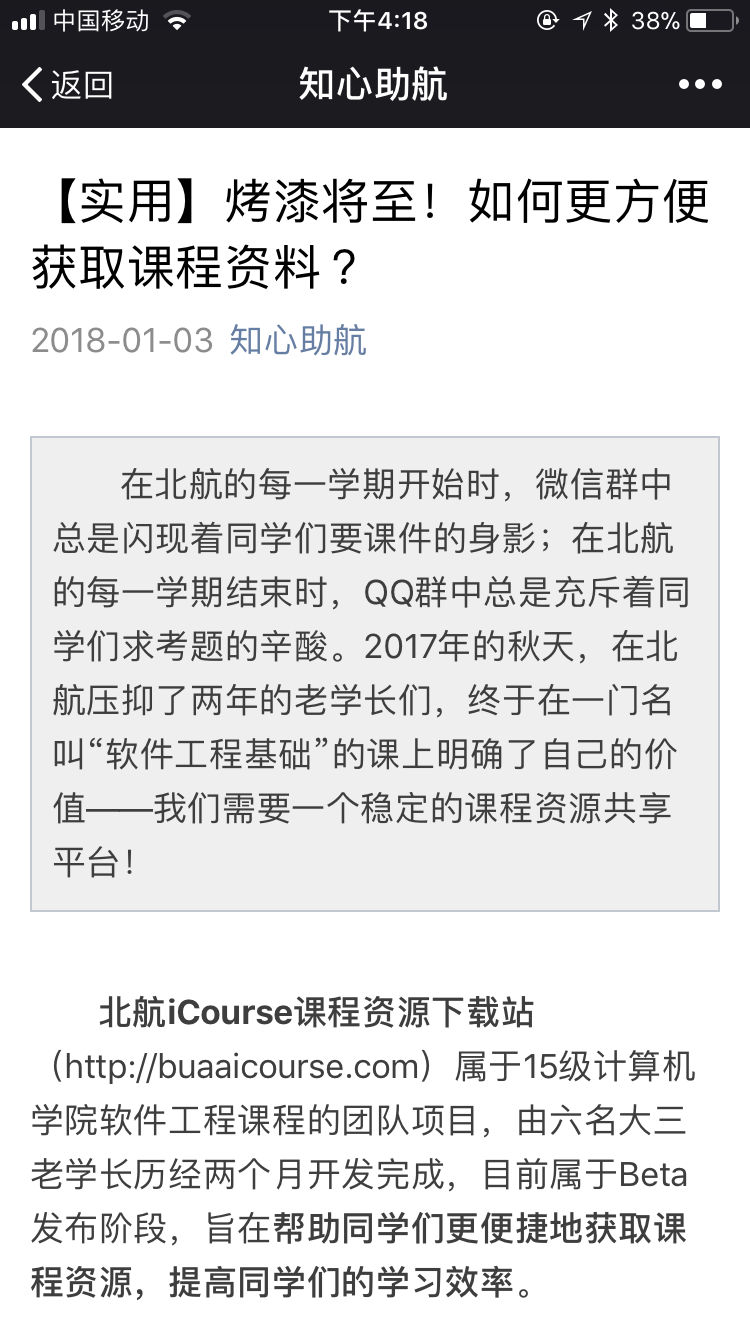 中国移动 下午4:18 38%
返回 知心助航
【实用】烤漆将至！如何更方便
获取课程资料？
2018-01-03 知心助航
在北航的每一学期开始时，微信群中
总是闪现着同学们要课件的身影；在北航
的每一学期结束时，QQ群中总是充斥着同
学们求考题的辛酸。2017年的秋天，在北
航压抑了两年的老学长们，终于在一门名
叫“软件工程基础”的课上明确了自己的价
值——我们需要一个稳定的课程资源共享
平台！
北航iCourse课程资源下载站
（http://buaaicourse.com）属于15级计算机
学院软件工程课程的团队项目，由六名大三
老学长历经两个月开发完成，目前属于Beta
发布阶段，旨在帮助同学们更便捷地获取课
程资源，提高同学们的学习效率。